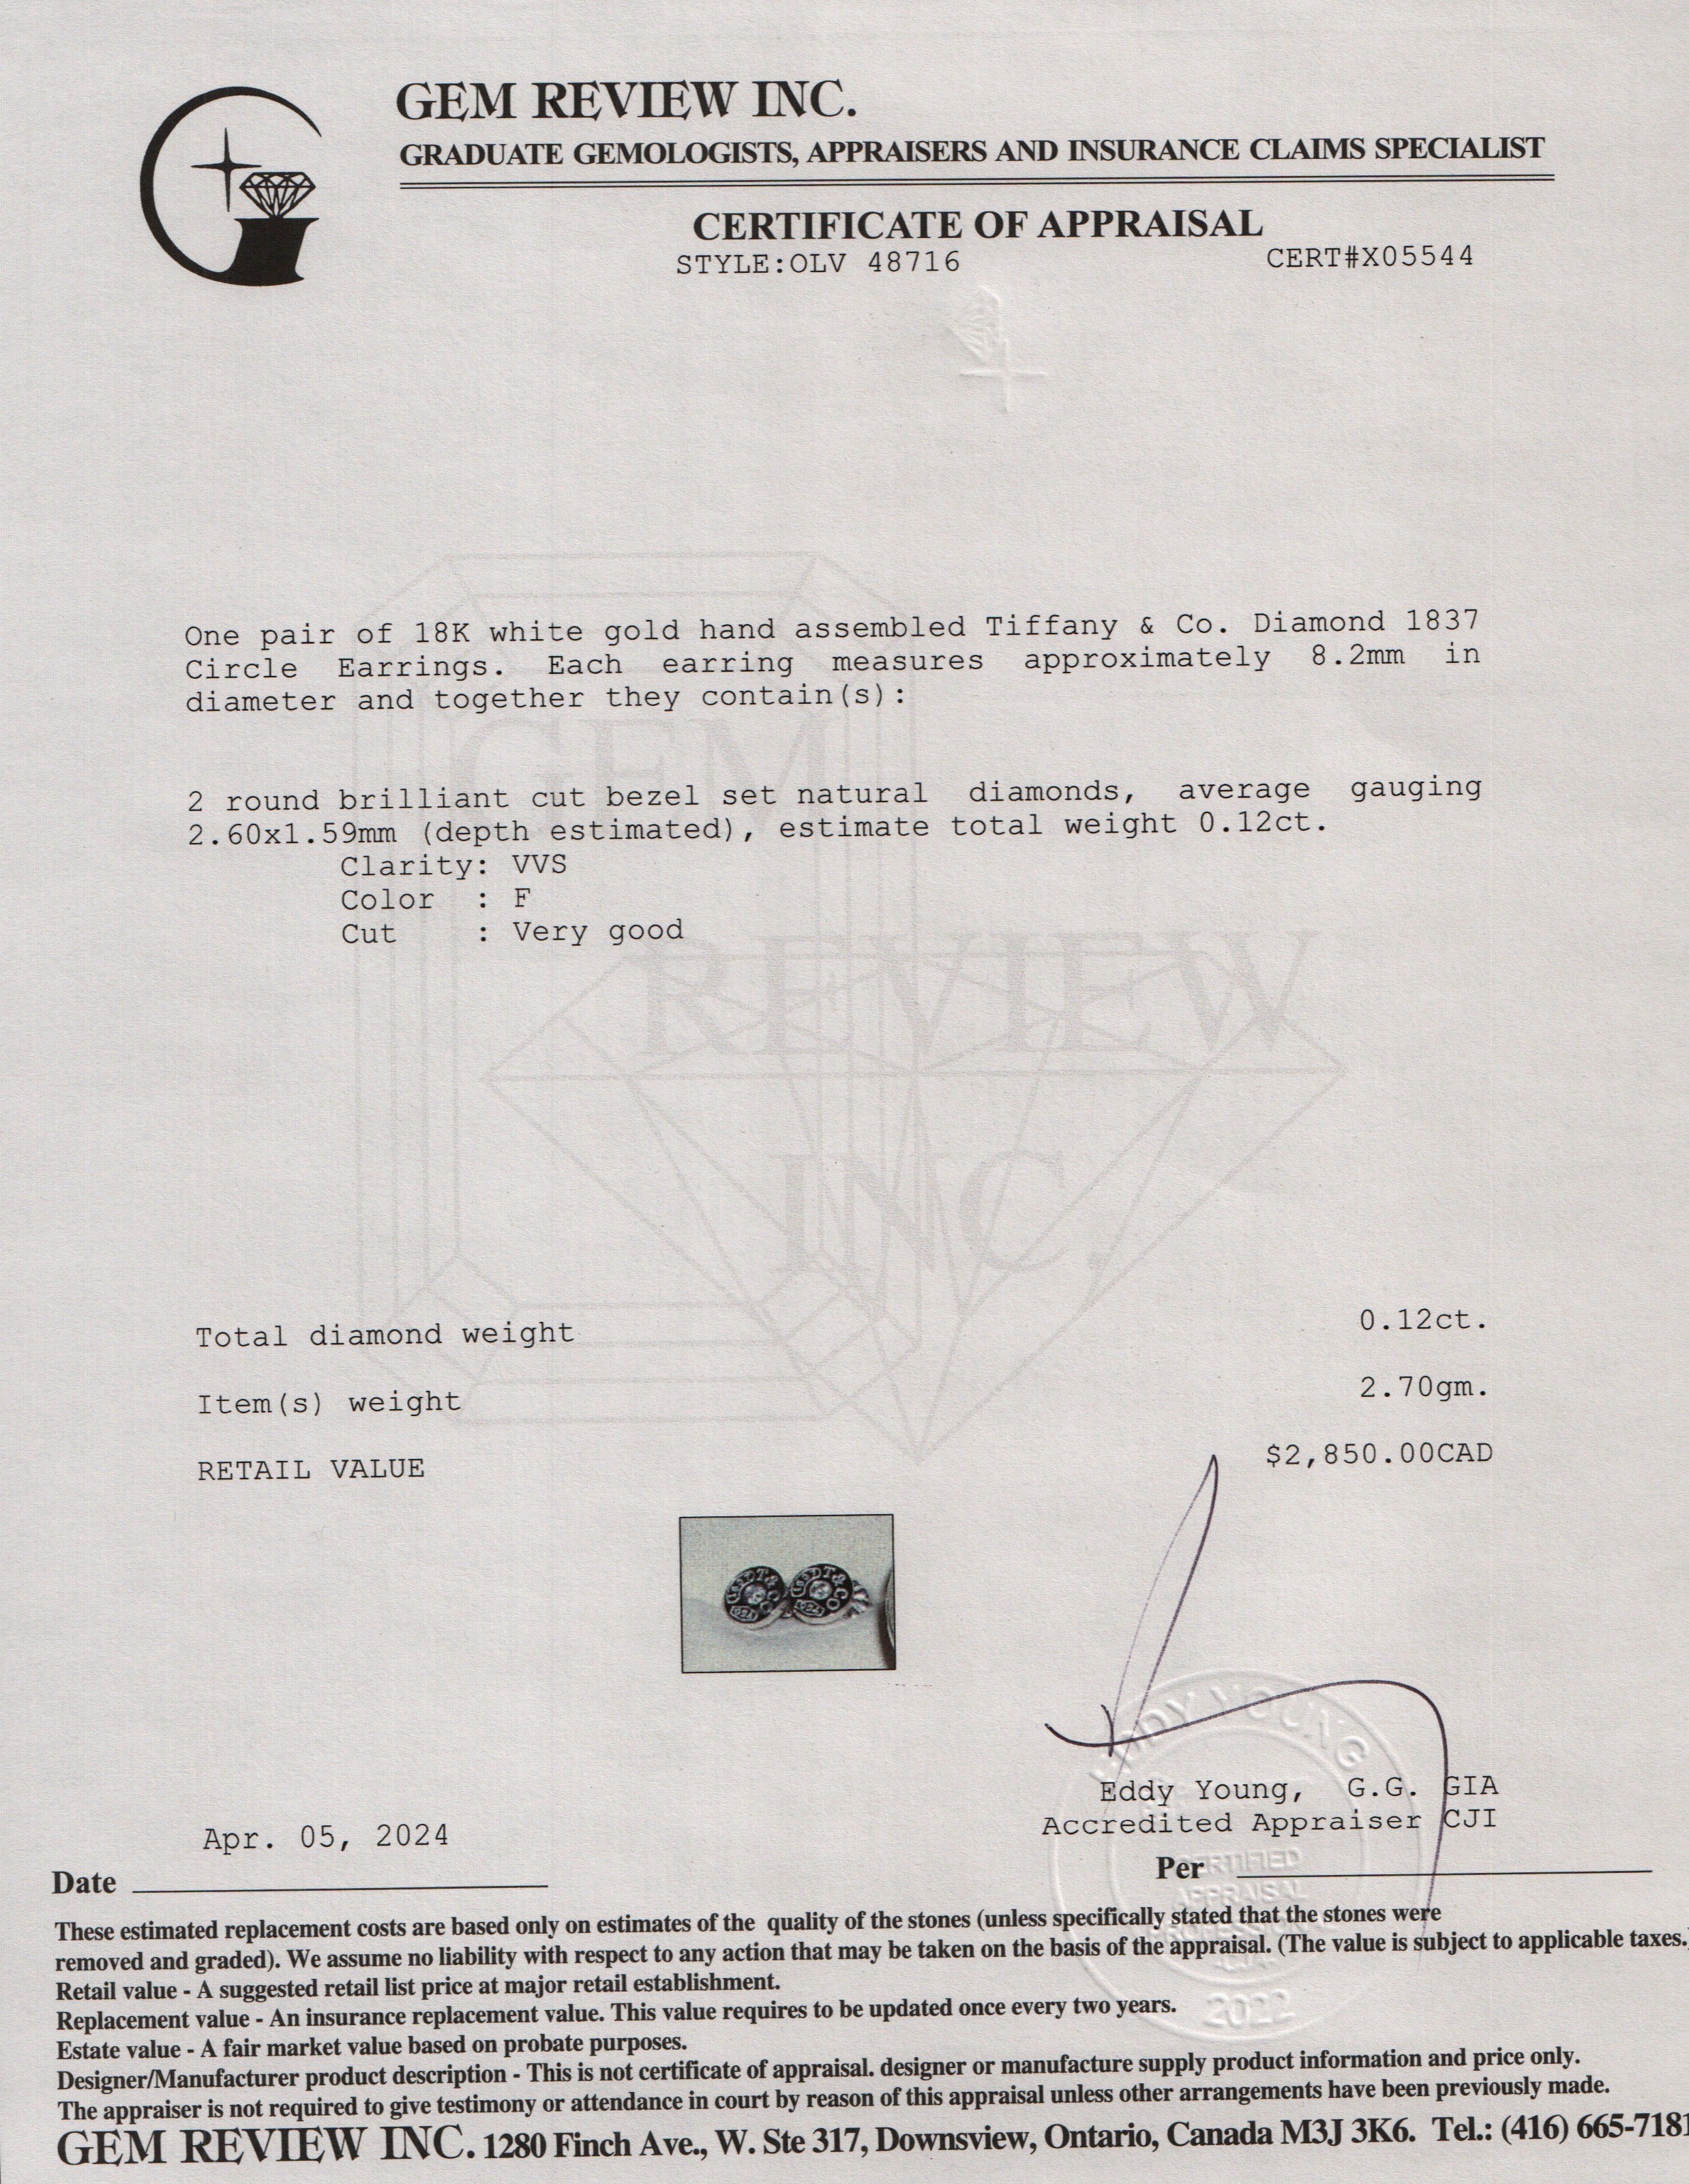 GEM REVIEW INC.
GRADUATE GEMOLOGISTS, APPRAISERS AND INSURANCE CLAIMS SPECIALIST
CERTIFICATE OF APPRAISAL
STYLE:OLV 48716
CERT#X05544
One pair of 18K white gold hand assembled Tiffany & Co. Diamond 1837
Circle Earrings. Each earring measures approximately 8.2mm in
diameter and together they contain(s):
GEM
2 round brilliant cut bezel set natural diamonds, average gauging
2.60x1.59mm (depth estimated), estimate total weight 0.12ct.
Clarity: VVS
Color : F
Cut : Very good
REVIEW
INC.
Total diamond weight 0.12ct.
Item(s) weight 2.70gm.
RETAIL VALUE $2,850.00CAD
T&CO
EDDY YOUNG
Eddy Young, G.G. GIA
Accredited Appraiser CJI
Apr. 05, 2024
Date
Per
CERTIFIED
APPRAISAL
2022
These estimated replacement costs are based only on estimates of the quality of the stones (unless specifically stated that the stones were
removed and graded). We assume no liability with respect to any action that may be taken on the basis of the appraisal. (The value is subject to applicable taxes.
Retail value - A suggested retail list price at major retail establishment.
Replacement value - An insurance replacement value. This value requires to be updated once every two years.
Estate value - A fair market value based on probate purposes.
Designer/Manufacturer product description - This is not certificate of appraisal. designer or manufacture supply product information and price only.
The appraiser is not required to give testimony or attendance in court by reason of this appraisal unless other arrangements have been previously made.
GEM REVIEW INC. 1280 Finch Ave., W. Ste 317, Downsview, Ontario, Canada M3J 3K6. Tel.: (416) 665-7181